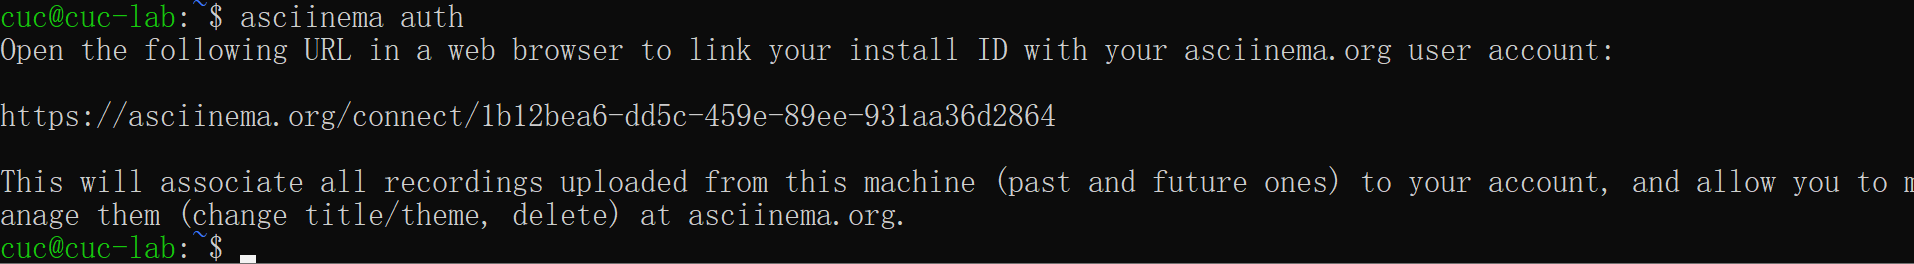 cuc@cuc-lab:~$ asciinema auth
Open the following URL in a web browser to link your install ID with your asciinema.org user account:
https://asciinema.org/connect/1b12bea6-dd5c-459e-89ee-931aa36d2864
This will associate all recordings uploaded from this machine (past and future ones) to your account, and allow you to m
anage them (change title/theme, delete) at asciinema.org.
cuc@cuc-lab:~$